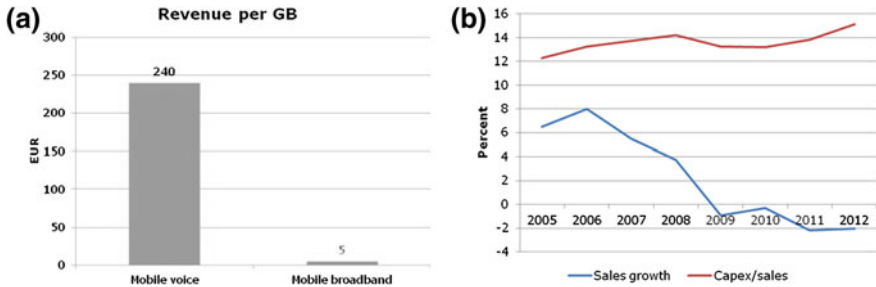 (a)
Revenue per GB
300
250
200
150
100
50
0
EUR
240
5
Mobile voice
Mobile broadband
(b)
16
14
12
10
8
6
4
2
0
-2
-4
Percent
2005 2006 2007 2008 2009 2010 2011 2012
Sales growth
Capex/sales